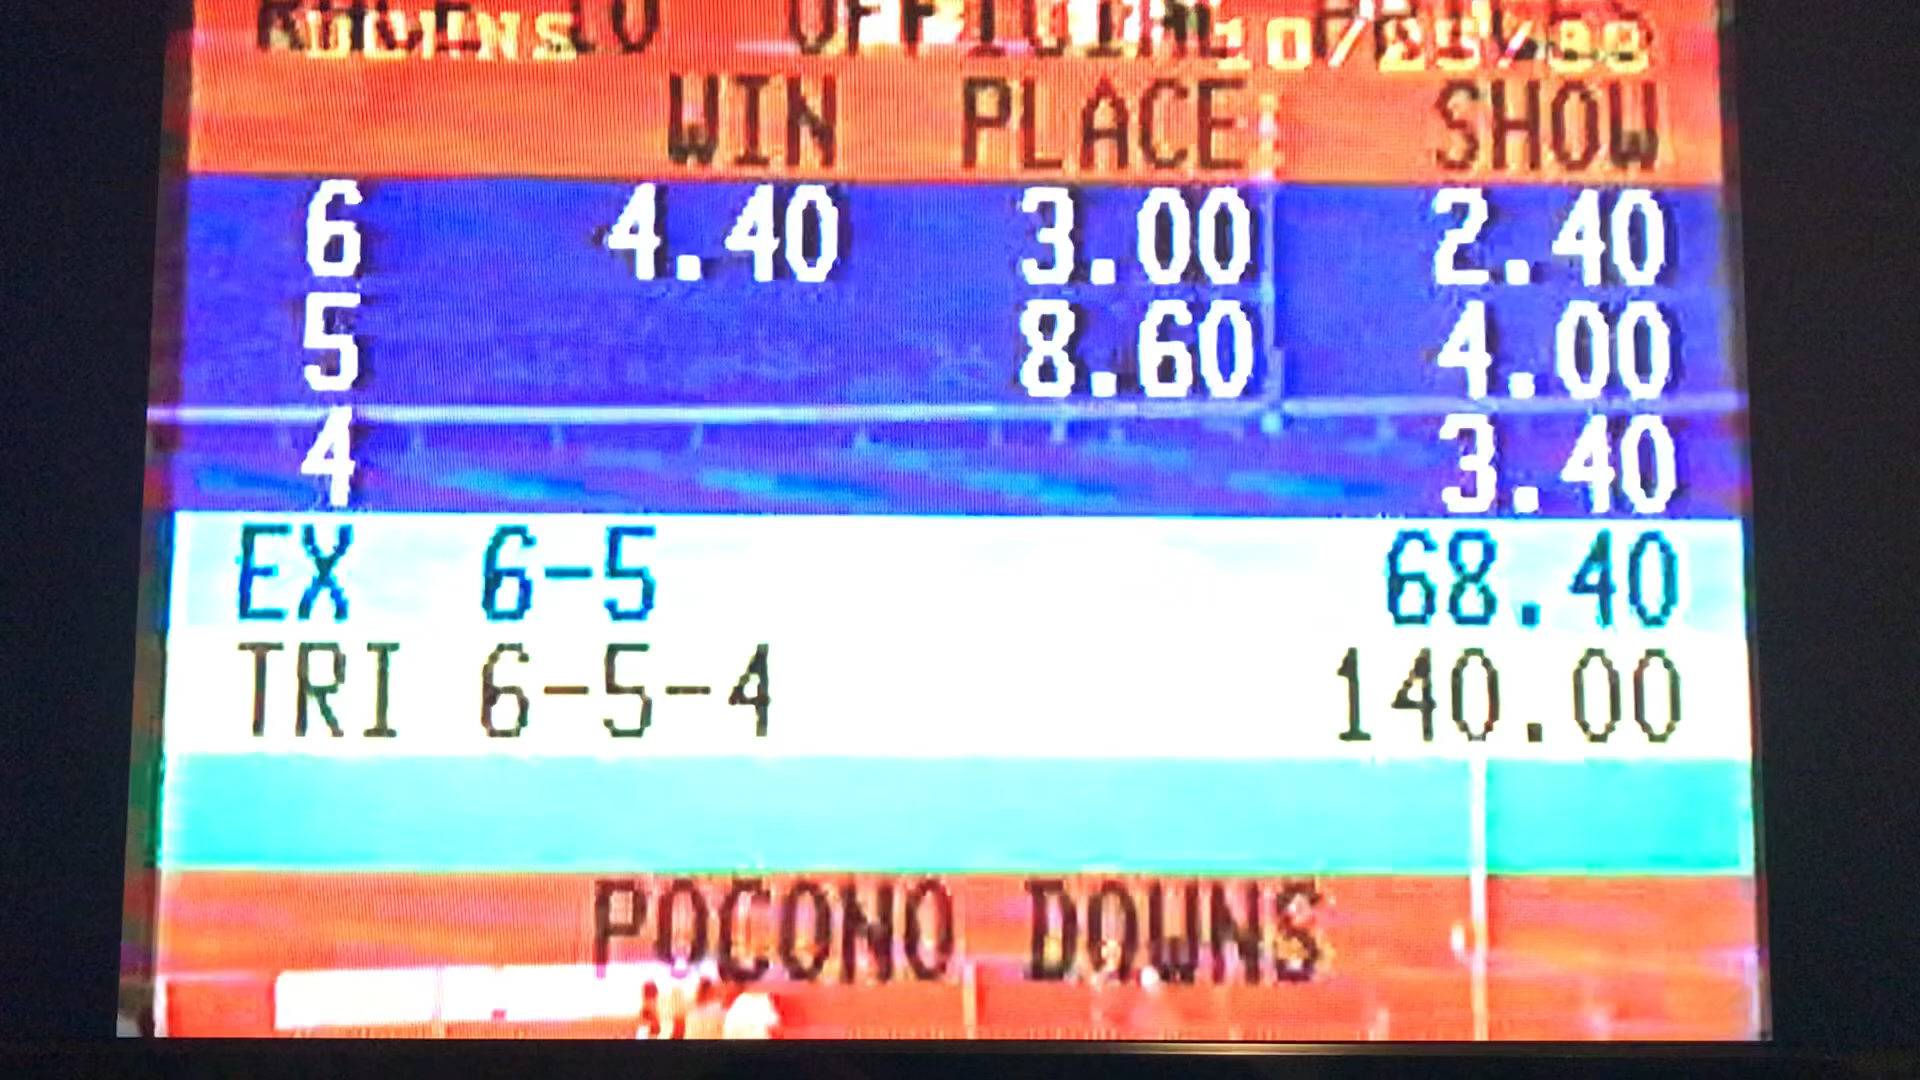 OFFICIAL
WIN PLACE SHOW
6 4.40 3.00 2.40
5 8.60 4.00
4 3.40
EX 6-5 68.40
TRI 6-5-4 140.00
POCONO DOWNS